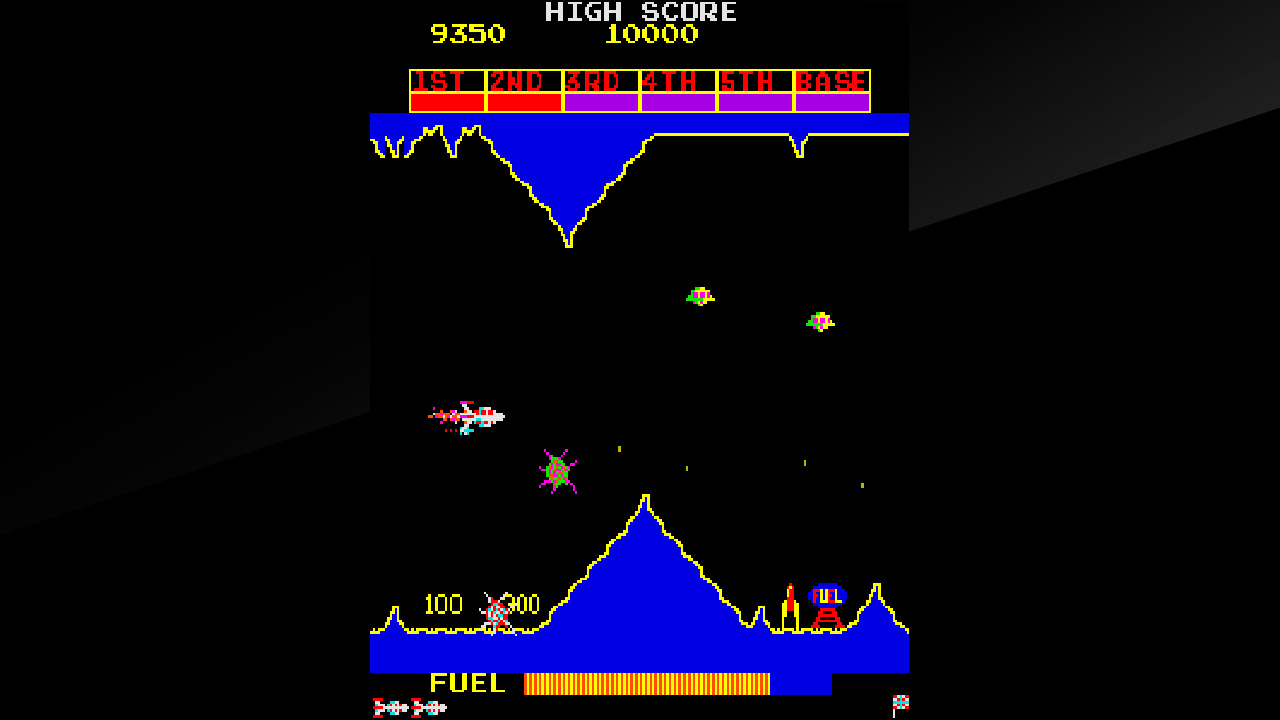 HIGH SCORE
9350 10000
1ST 2ND 3RD 4TH 5TH BASE
FUEL
100
FUEL